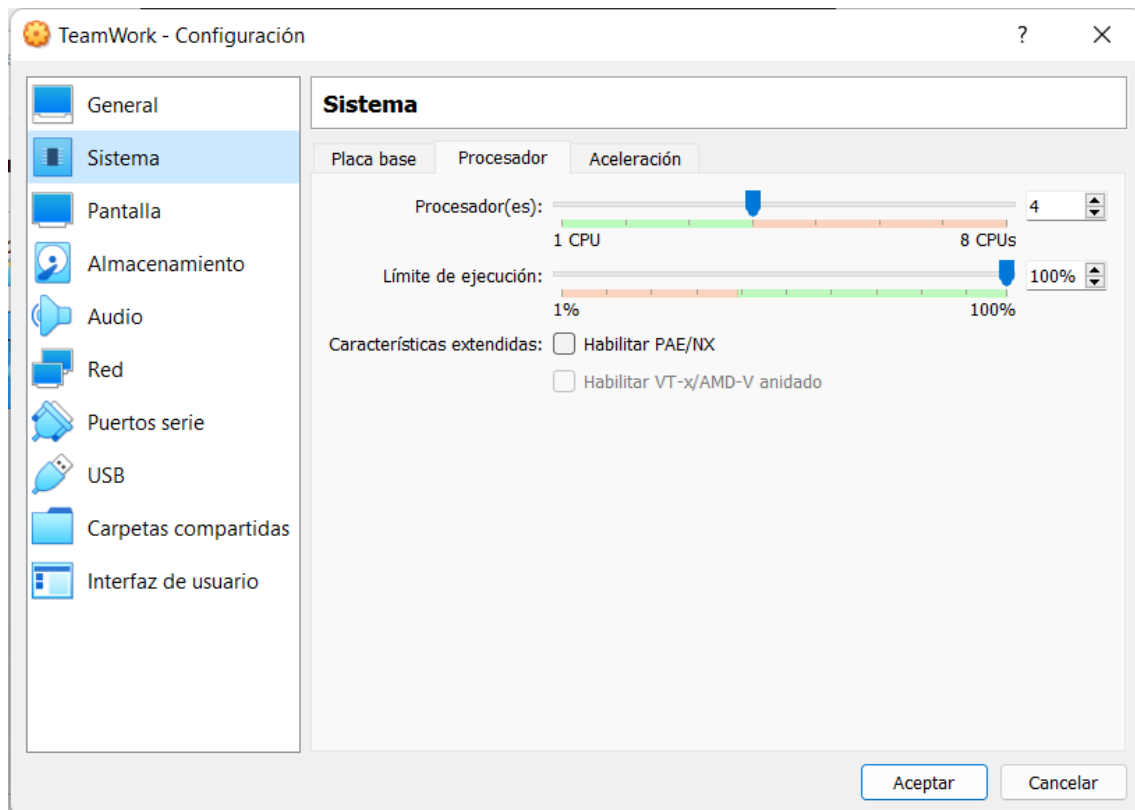 TeamWork - Configuración ?
General
Sistema
Pantalla
Almacenamiento
Audio
Red
Puertos serie
USB
Carpetas compartidas
Interfaz de usuario
Sistema
Placa base Procesador Aceleración
Procesador(es): 4
1 CPU 8 CPUs
Límite de ejecución: 100%
1% 100%
Características extendidas: Habilitar PAE/NX
Habilitar VT-x/AMD-V anidado
Aceptar Cancelar